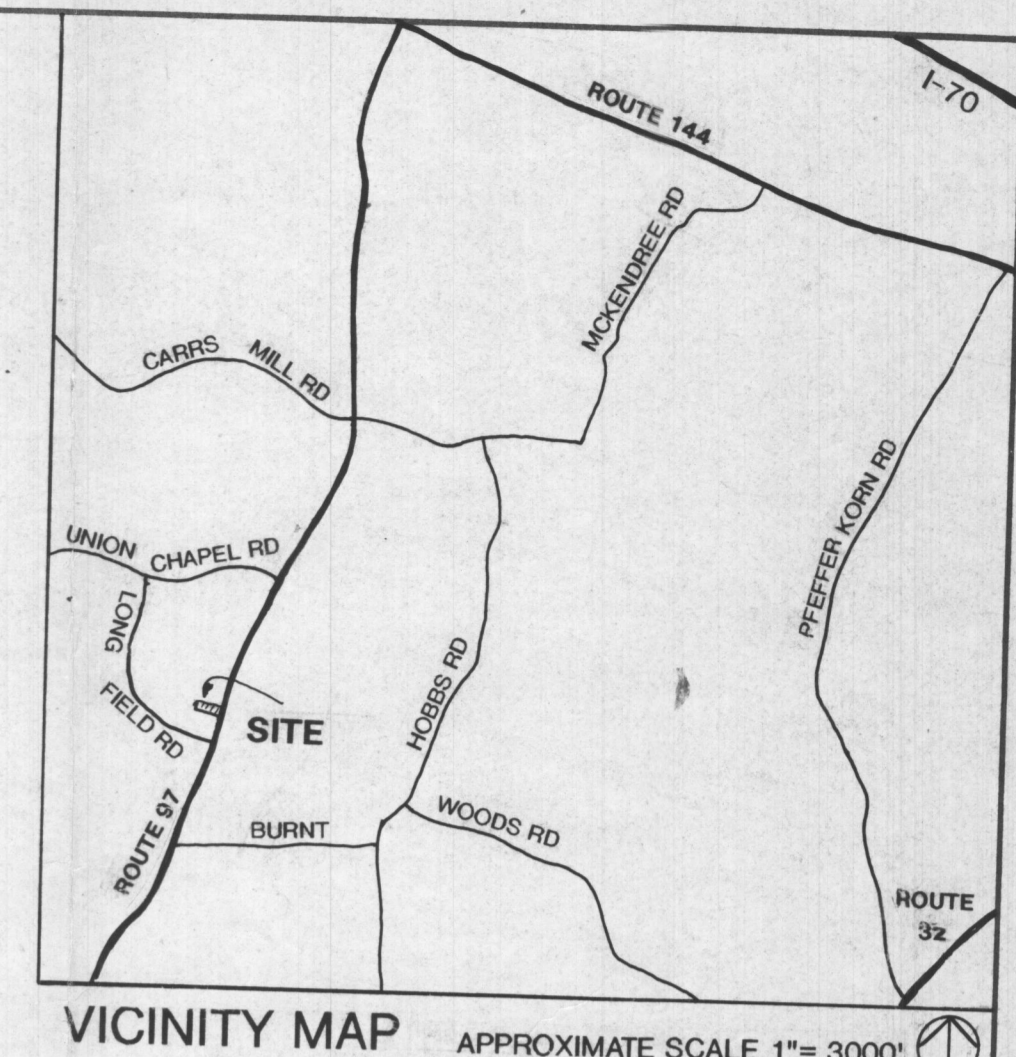 I-70
ROUTE 144
MCKENDREE RD
CARRS MILL RD
PFEFFER KORN RD
UNION CHAPEL RD
LONG FIELD RD
HOBBS RD
SITE
ROUTE 97
BURNT WOODS RD
ROUTE
32
VICINITY MAP
APPROXIMATE SCALE 1"= 3000'